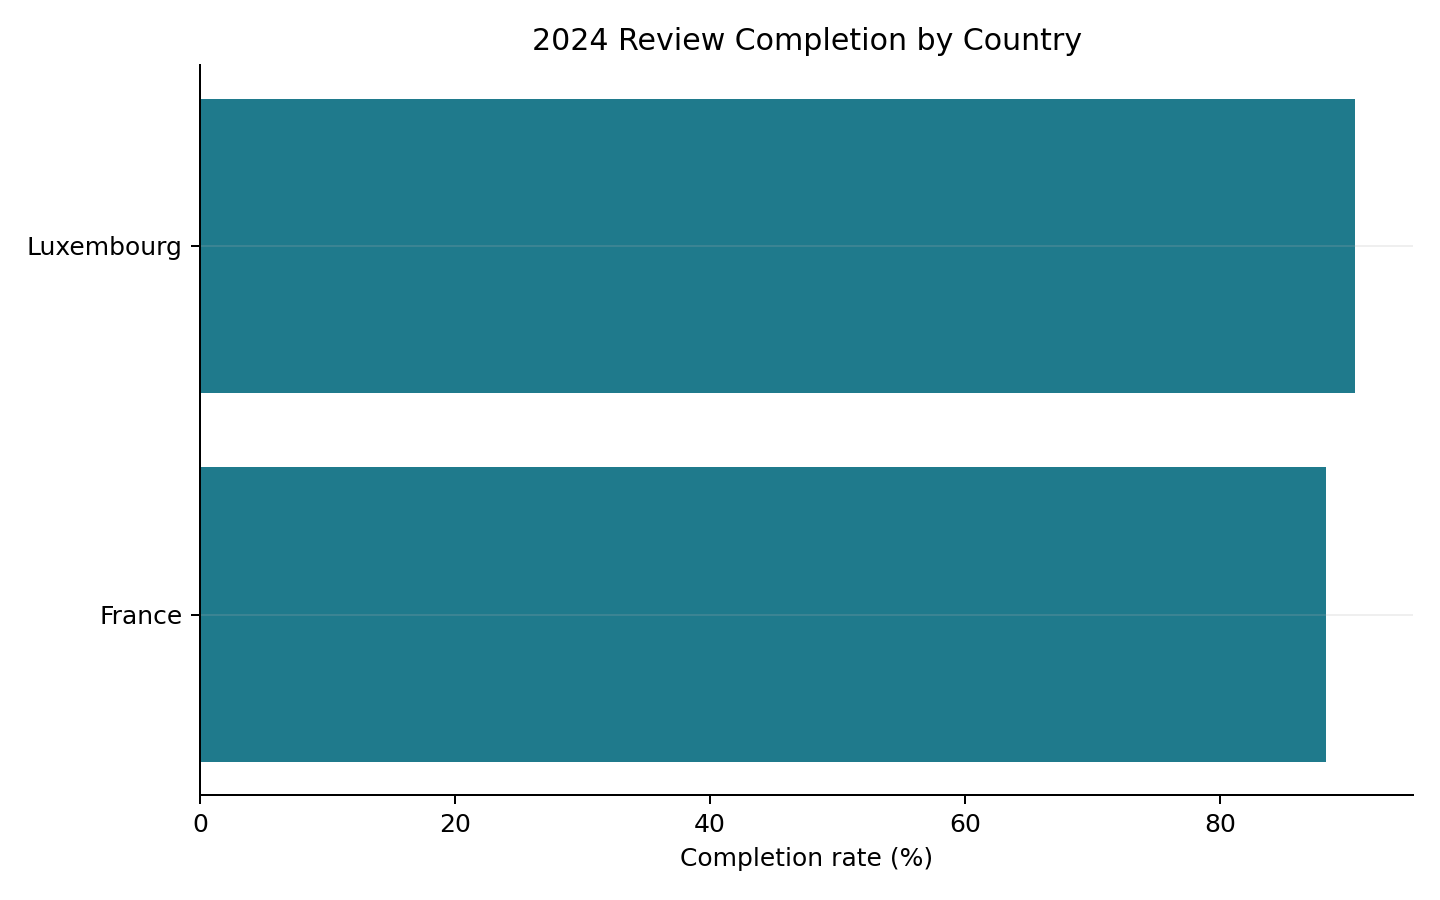 2024 Review Completion by Country
Luxembourg
France
0 20 40 60 80
Completion rate (%)